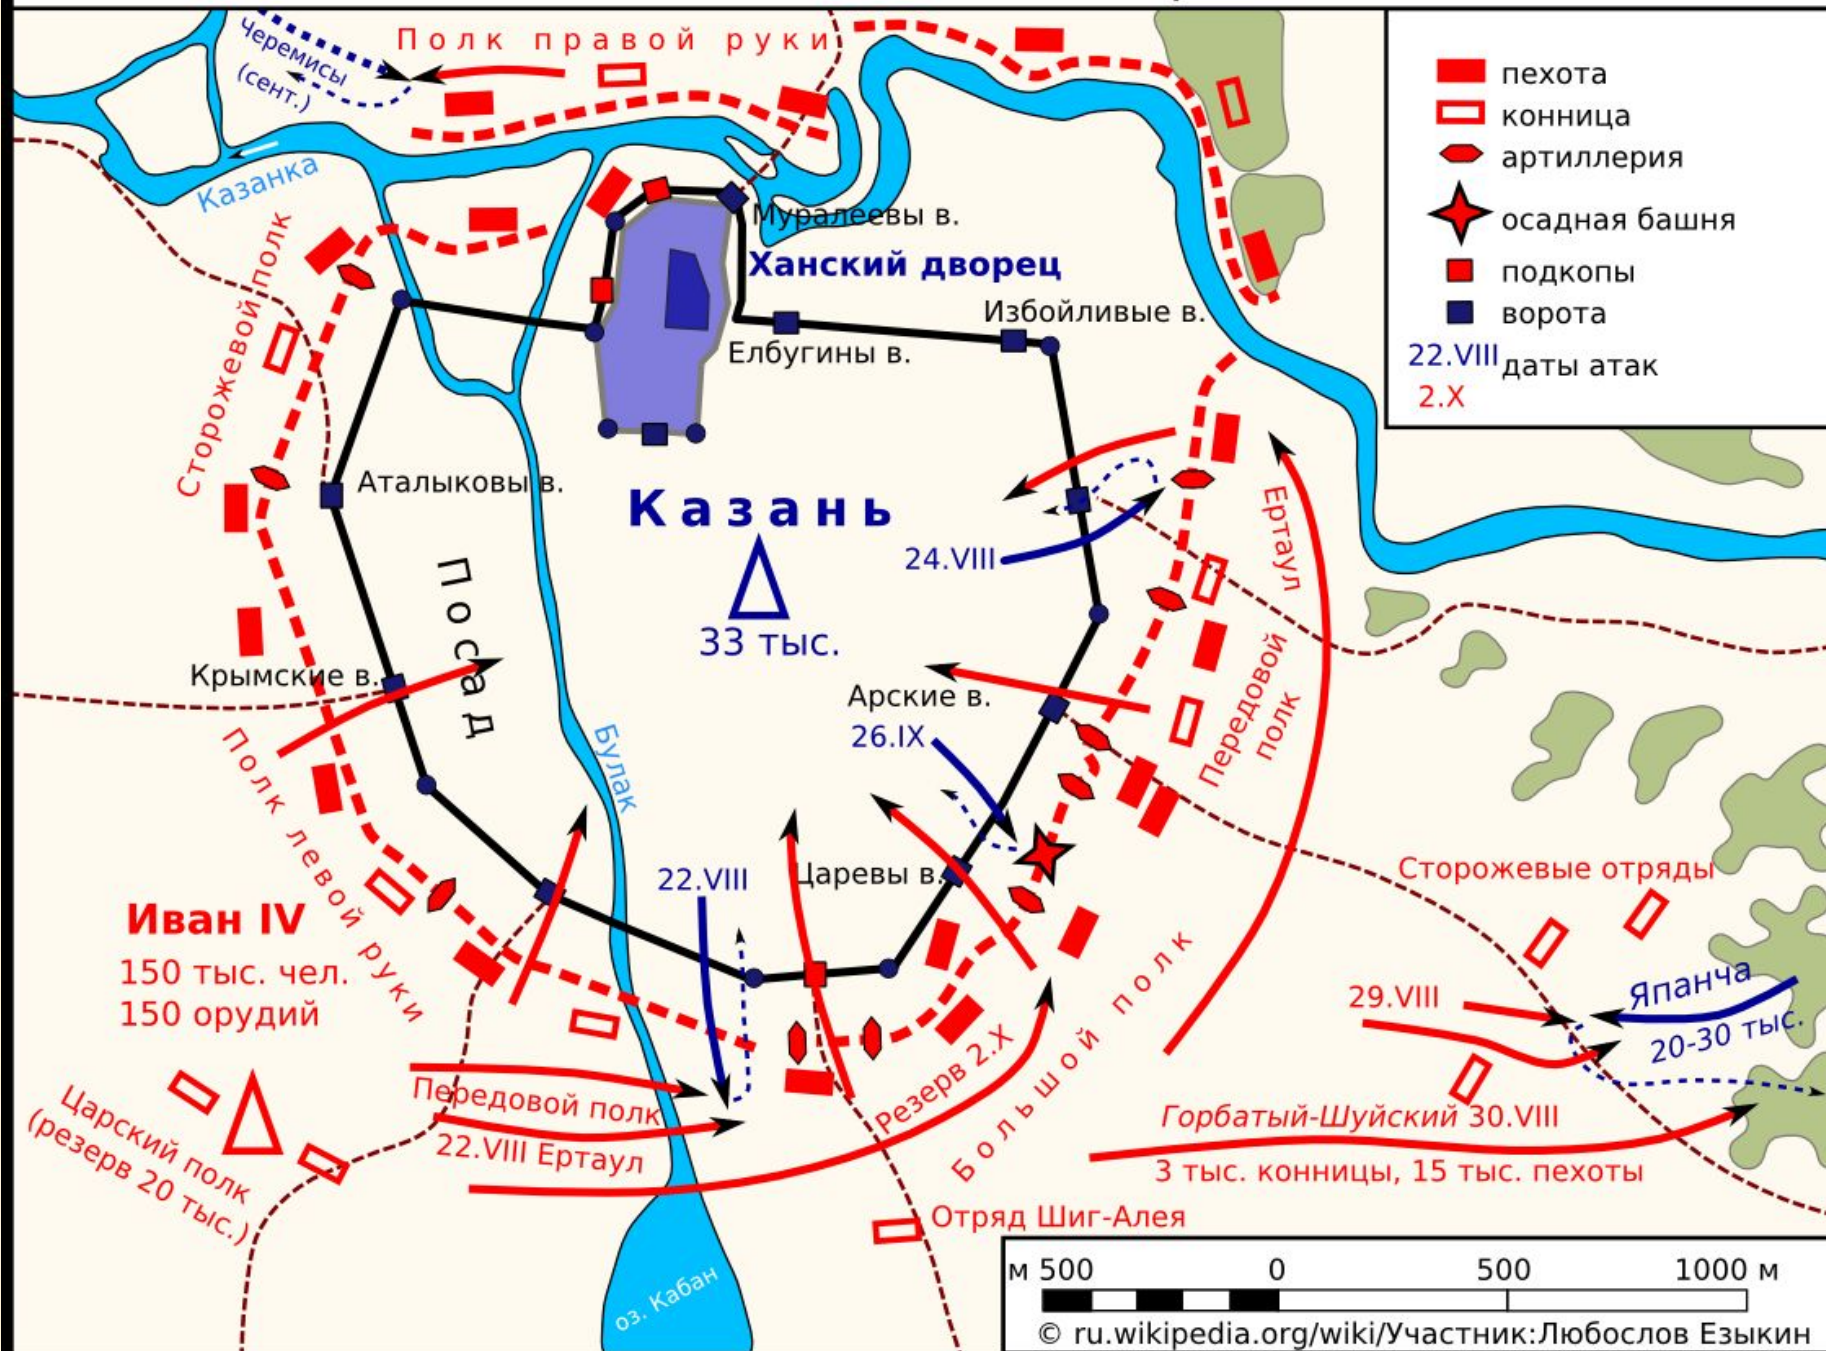 Черемисы
(сент.)
Полк правой руки
пехота
конница
артиллерия
осадная башня
подкопы
ворота
22.VIII
даты атак
2.X
Казанка
Муралеевы в.
Ханский дворец
Избойливые в.
Елбугины в.
Сторожевой полк
Аталыковы в.
Казань
33 тыс.
24.VIII
Ертаул
Посад
Крымские в.
Арские в.
26.IX
Передовой
полк
Булак
Полк левой руки
22.VIII
Царевы в.
Сторожевые отряды
Иван IV
150 тыс. чел.
150 орудий
29.VIII
Япанча
20-30 тыс.
Резерв 2.X
Большой полк
Передовой полк
22.VIII Ертаул
Царский полк
(резерв 20 тыс.)
Горбатый-Шуйский 30.VIII
3 тыс. конницы, 15 тыс. пехоты
Отряд Шиг-Алея
оз. Кабан
м 500 0 500 1000 м
© ru.wikipedia.org/wiki/Участник:Любослов Езыкин